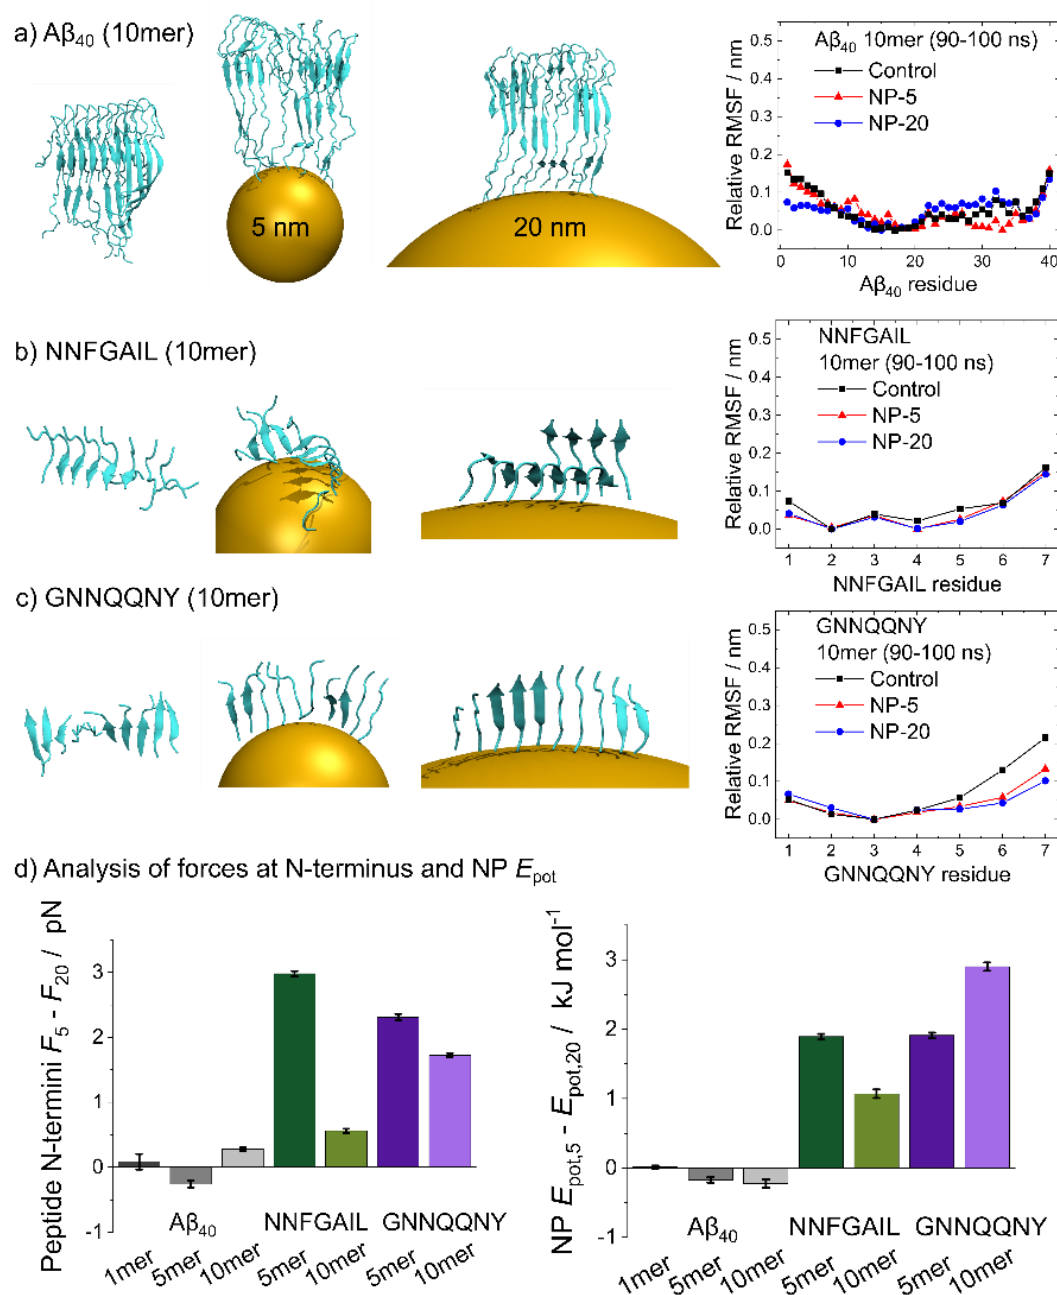 a) Aβ40 (10mer)
5 nm
20 nm
Relative RMSF / nm
0.5
0.4
0.3
0.2
0.1
0.0
Aβ40 10mer (90-100 ns)
Control
NP-5
NP-20
0 10 20 30 40
Aβ40 residue
b) NNFGAIL (10mer)
Relative RMSF / nm
0.5
0.4
0.3
0.2
0.1
0.0
NNFGAIL
10mer (90-100 ns)
Control
NP-5
NP-20
1 2 3 4 5 6 7
NNFGAIL residue
c) GNNQQNY (10mer)
Relative RMSF / nm
0.5
0.4
0.3
0.2
0.1
0.0
GNNQQNY
10mer (90-100 ns)
Control
NP-5
NP-20
1 2 3 4 5 6 7
GNNQQNY residue
d) Analysis of forces at N-terminus and NP Epot
Peptide N-termini F5 - F20 / pN
3
2
1
0
-1
Aβ40 NNFGAIL GNNQQNY
1mer 5mer 10mer 5mer 10mer 5mer 10mer
NP Epot,5 - Epot,20 / kJ mol-1
3
2
1
0
-1
Aβ40 NNFGAIL GNNQQNY
1mer 5mer 10mer 5mer 10mer 5mer 10mer